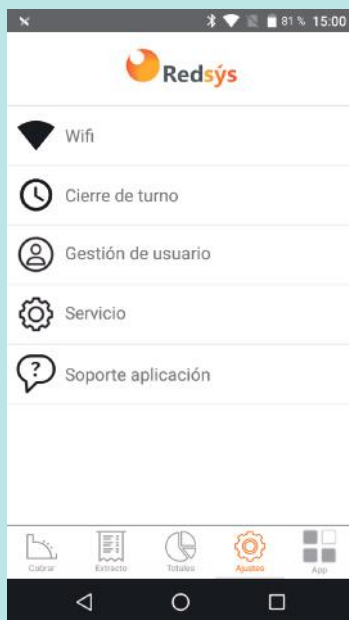 81 % 15:00
Redsýs
Wifi
Cierre de turno
Gestión de usuario
Servicio
Soporte aplicación
Cobrar Extracto Totales Ajustes App